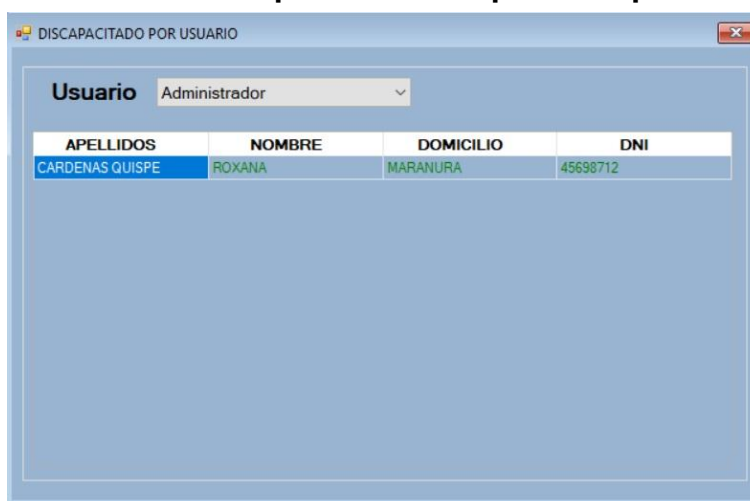 DISCAPACITADO POR USUARIO
Usuario Administrador
APELLIDOS NOMBRE DOMICILIO DNI
CARDENAS QUISPE ROXANA MARANURA 45698712